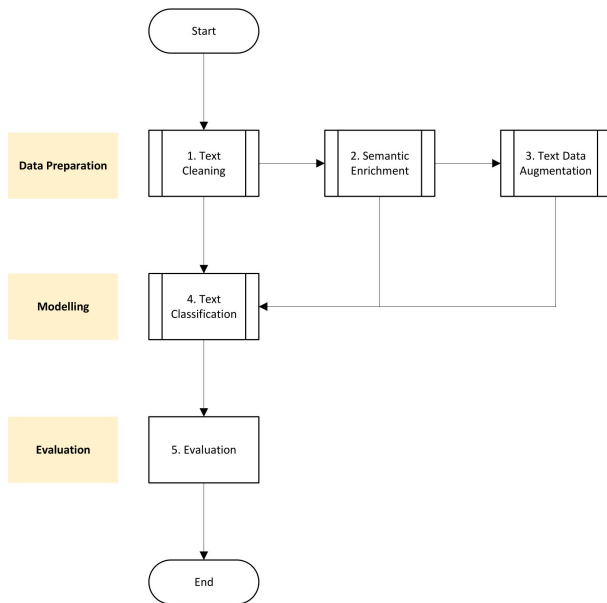 Start
Data Preparation
1. Text
Cleaning
2. Semantic
Enrichment
3. Text Data
Augmentation
Modelling
4. Text
Classification
Evaluation
5. Evaluation
End